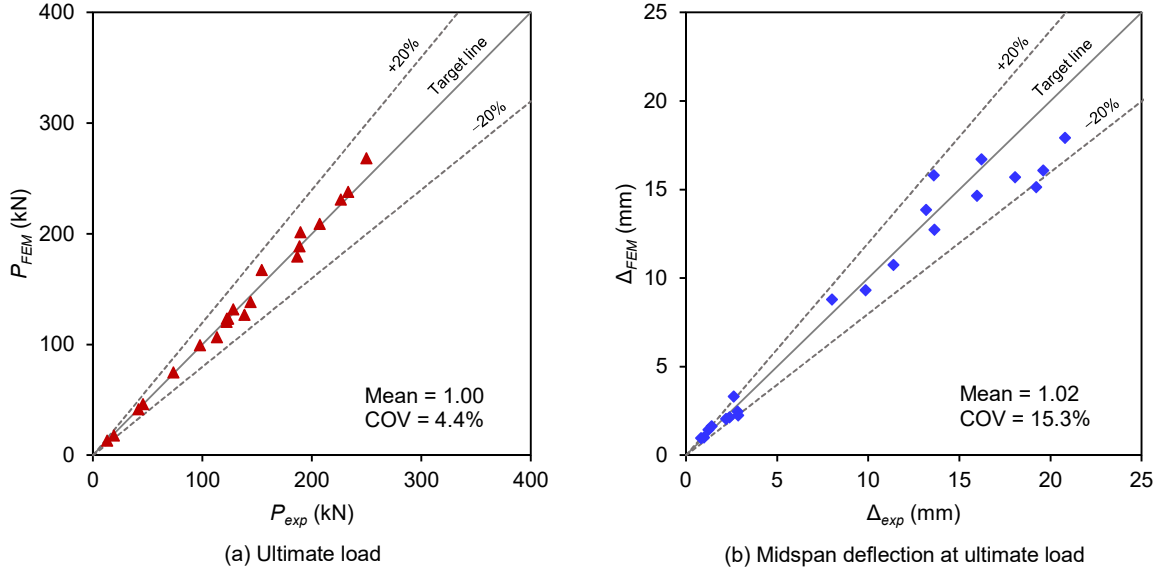 400
300
200
100
0
0
100
200
300
400
P_FEM (kN)
P_exp (kN)
+20%
Target line
−20%
Mean = 1.00
COV = 4.4%
(a) Ultimate load
25
20
15
10
5
0
0
5
10
15
20
25
Δ_FEM (mm)
Δ_exp (mm)
+20%
Target line
−20%
Mean = 1.02
COV = 15.3%
(b) Midspan deflection at ultimate load